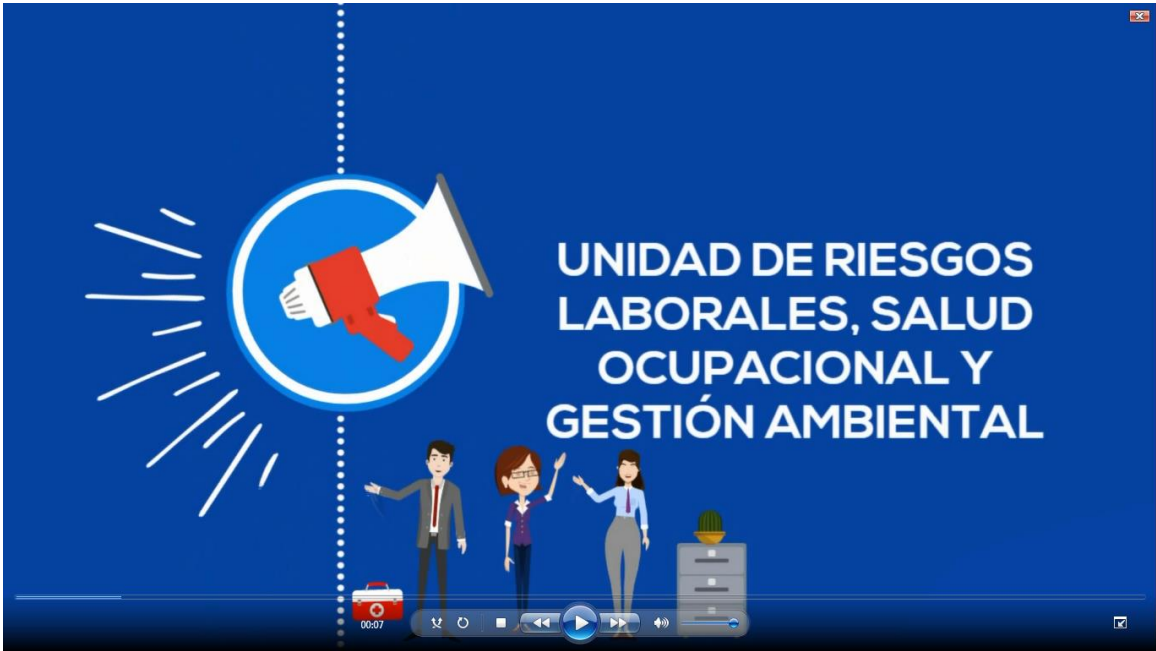 UNIDAD DE RIESGOS
LABORALES, SALUD
OCUPACIONAL Y
GESTIÓN AMBIENTAL
00:07